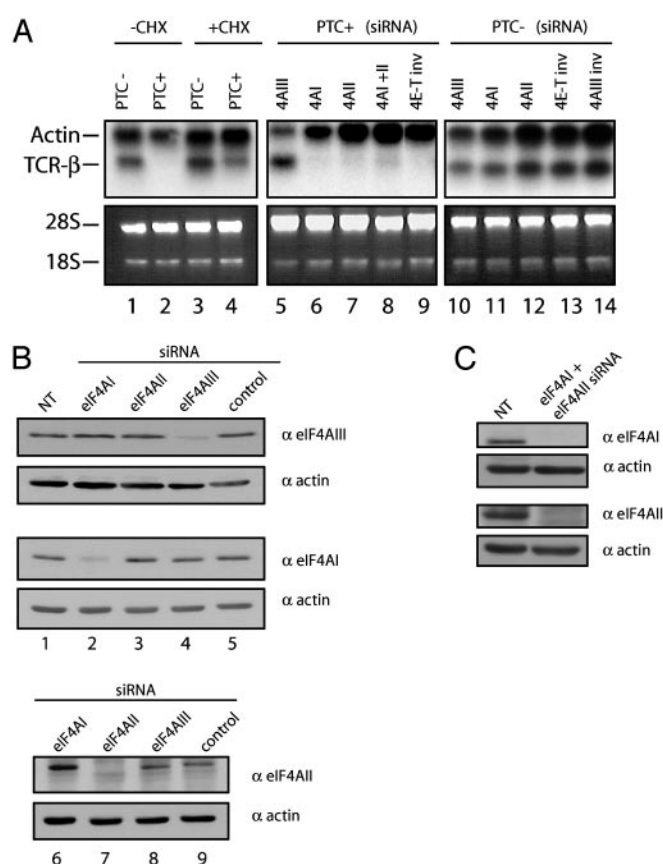 A
-CHX +CHX PTC+ (siRNA) PTC- (siRNA)
PTC - PTC+ PTC- PTC+ 4AIII 4AI 4AII 4AI +II 4E-T inv 4AIII 4AI 4AII 4E-T inv 4AIII inv
Actin
TCR-β
28S
18S
1 2 3 4 5 6 7 8 9 10 11 12 13 14
B
siRNA
NT eIF4AI eIF4AII eIF4AIII control
α eIF4AIII
α actin
α eIF4AI
α actin
1 2 3 4 5
siRNA
eIF4AI eIF4AII eIF4AIII control
α eIF4AII
α actin
6 7 8 9
C
NT eIF4AI + eIF4AII siRNA
α eIF4AI
α actin
α eIF4AII
α actin